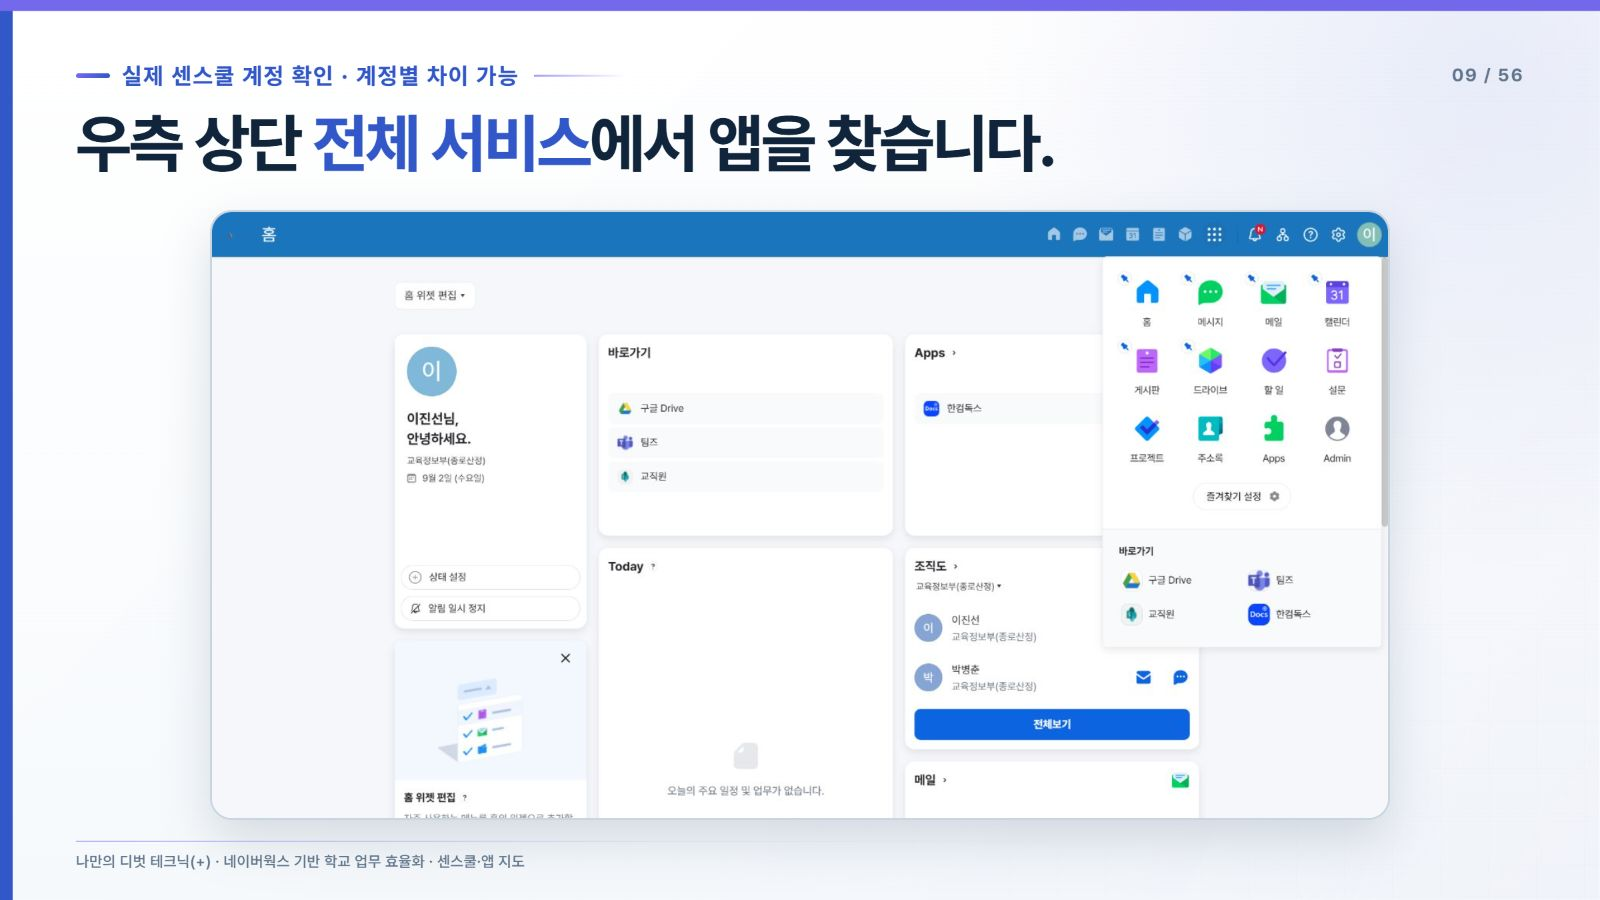 실제 센스쿨 계정 확인 · 계정별 차이 가능
09 / 56
우측 상단 전체 서비스에서 앱을 찾습니다.
홈
31
N
이
홈 위젯 편집
이
이진선님,
안녕하세요.
교육정보부(종로산정)
9월 2일 (수요일)
상태 설정
알림 일시 정지
홈 위젯 편집 ?
바로가기
구글 Drive
팀즈
교직원
Today ?
오늘의 주요 일정 및 업무가 없습니다.
Apps ›
Docs 한컴독스
조직도 ›
교육정보부(종로산정)
이 이진선
교육정보부(종로산정)
박 박병춘
교육정보부(종로산정)
전체보기
메일 ›
31
홈 메시지 메일 캘린더
게시판 드라이브 할 일 설문
프로젝트 주소록 Apps Admin
즐겨찾기 설정
바로가기
구글 Drive 팀즈
교직원 Docs 한컴독스
나만의 디벗 테크닉(+) · 네이버웍스 기반 학교 업무 효율화 · 센스쿨·앱 지도